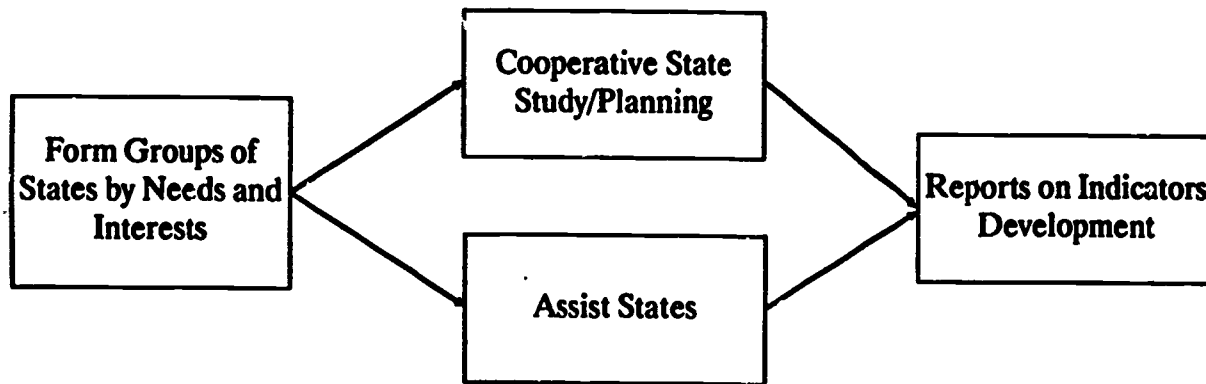 Form Groups of
States by Needs and
Interests
Cooperative State
Study/Planning
Assist States
Reports on Indicators
Development